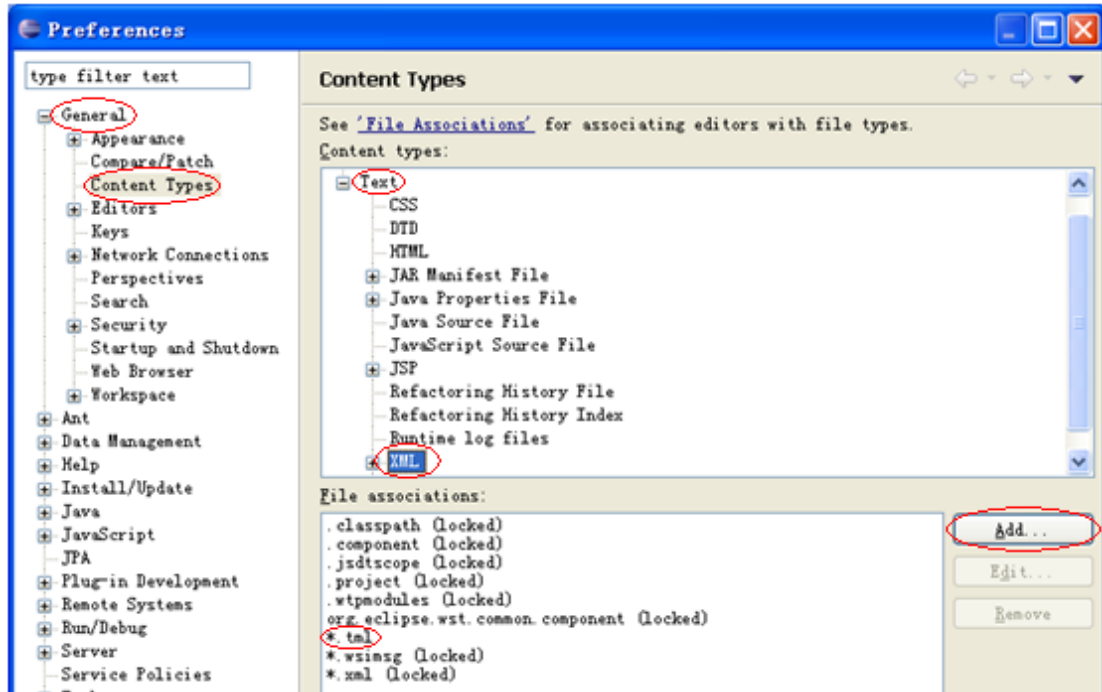 Preferences
type filter text
General
Appearance
Compare/Patch
Content Types
Editors
Keys
Network Connections
Perspectives
Search
Security
Startup and Shutdown
Web Browser
Workspace
Ant
Data Management
Help
Install/Update
Java
JavaScript
JPA
Plug-in Development
Remote Systems
Run/Debug
Server
Service Policies
Content Types
See 'File Associations' for associating editors with file types.
Content types:
Text
CSS
DTD
HTML
JAR Manifest File
Java Properties File
Java Source File
JavaScript Source File
JSP
Refactoring History File
Refactoring History Index
Runtime log files
XML
File associations:
.classpath (locked)
.component (locked)
.jsdtscope (locked)
.project (locked)
.wtpmodules (locked)
org.eclipse.wst.common.component (locked)
*.tml
*.wsimsg (locked)
*.xml (locked)
Add...
Edit...
Remove